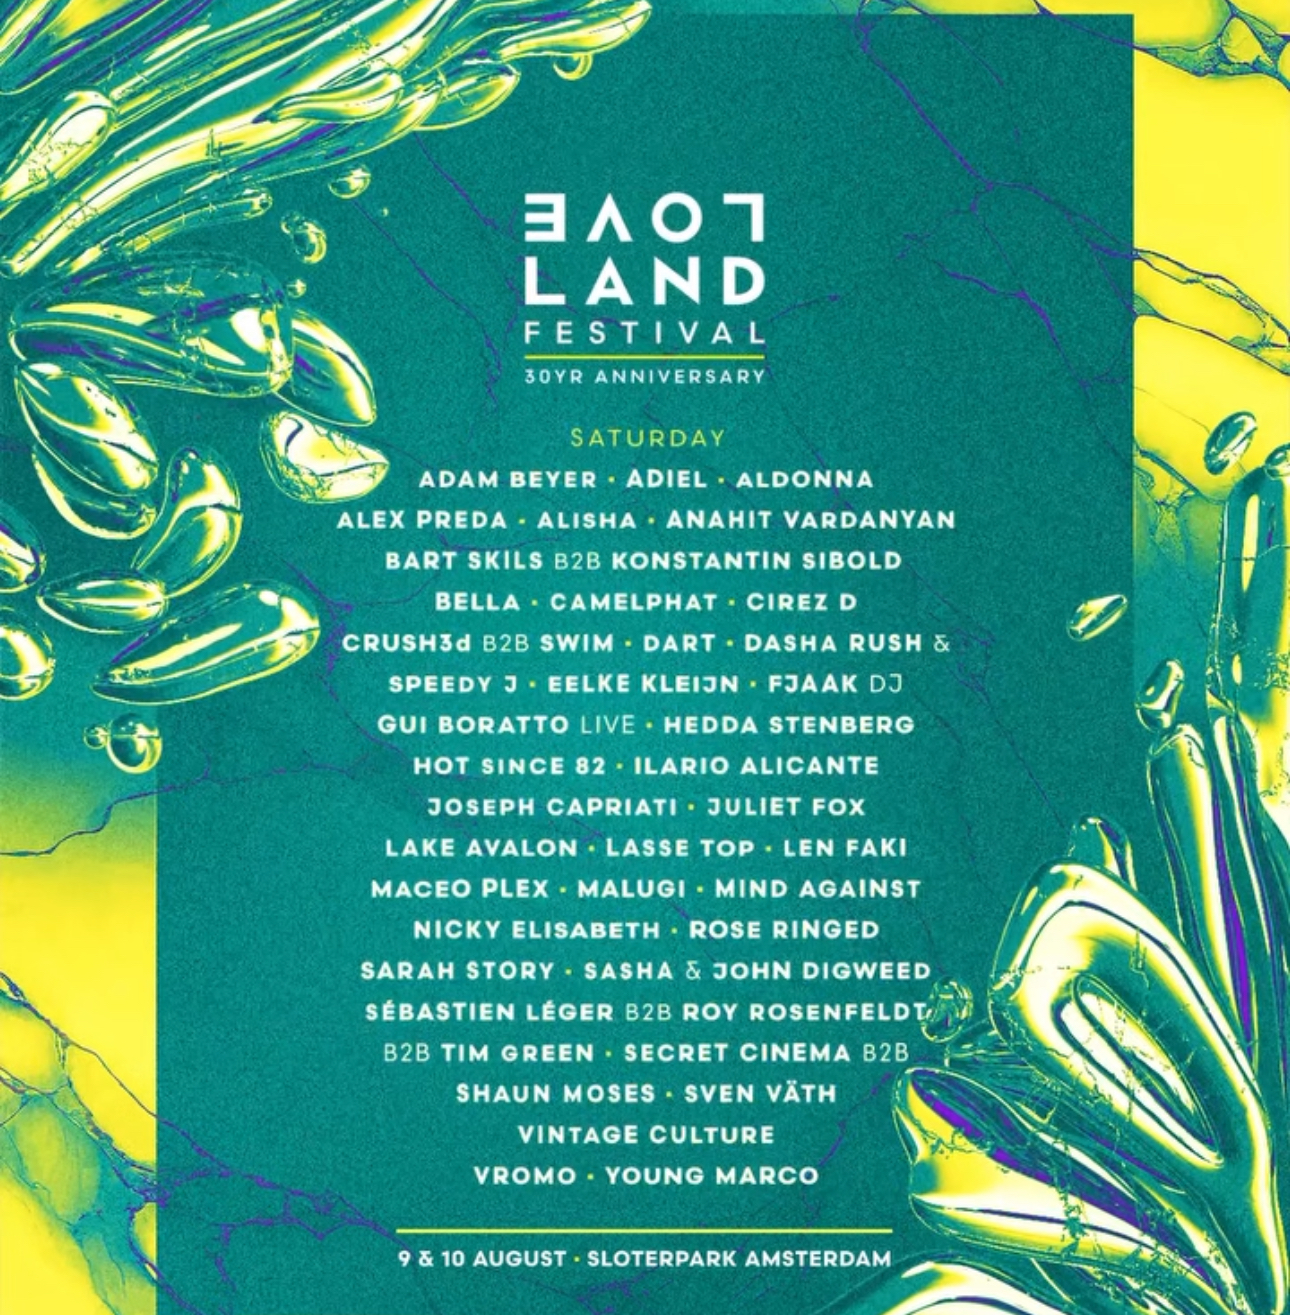 LOVE
LAND
FESTIVAL
30YR ANNIVERSARY
SATURDAY
ADAM BEYER · ADIEL · ALDONNA
ALEX PREDA · ALISHA · ANAHIT VARDANYAN
BART SKILS B2B KONSTANTIN SIBOLD
BELLA · CAMELPHAT · CIREZ D
CRUSH3d B2B SWIM · DART · DASHA RUSH &
SPEEDY J · EELKE KLEIJN · FJAAK DJ
GUI BORATTO LIVE · HEDDA STENBERG
HOT SINCE 82 · ILARIO ALICANTE
JOSEPH CAPRIATI · JULIET FOX
LAKE AVALON · LASSE TOP · LEN FAKI
MACEO PLEX · MALUGI · MIND AGAINST
NICKY ELISABETH · ROSE RINGED
SARAH STORY · SASHA & JOHN DIGWEED
SÉBASTIEN LÉGER B2B ROY ROSENFELDT
B2B TIM GREEN · SECRET CINEMA B2B
SHAUN MOSES · SVEN VÄTH
VINTAGE CULTURE
VROMO · YOUNG MARCO
9 & 10 AUGUST · SLOTERPARK AMSTERDAM